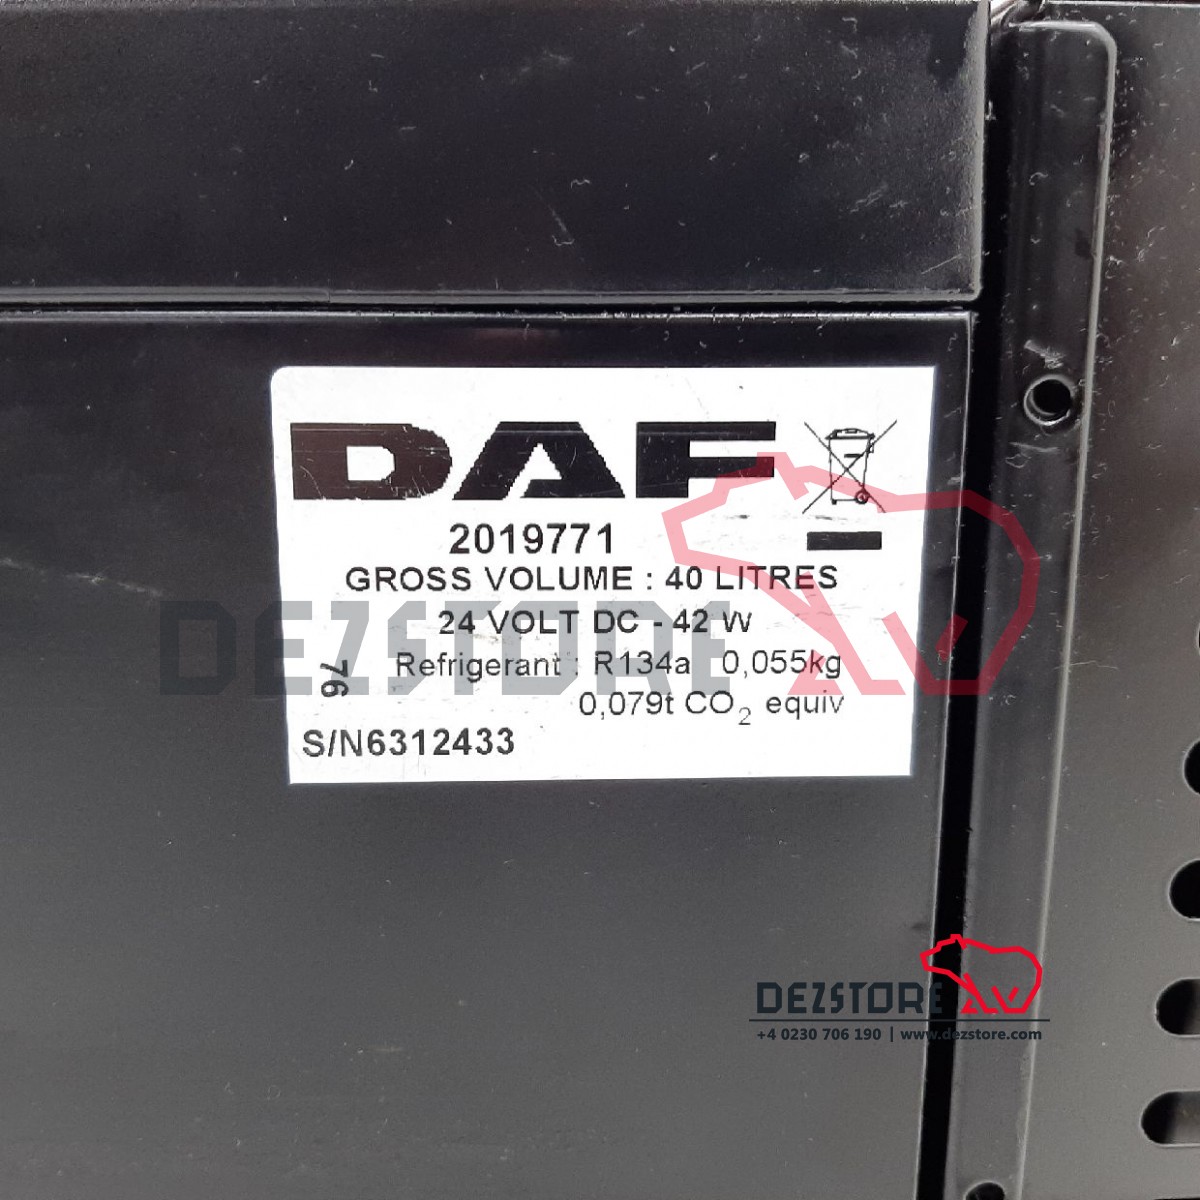 DAF
2019771
GROSS VOLUME : 40 LITRES
24 VOLT DC - 42 W
Refrigerant : R134a 0,055kg
0,079t CO2 equiv
76
S/N6312433
DEZSTORE
DEZSTORE
+4 0230 706 190 | www.dezstore.com